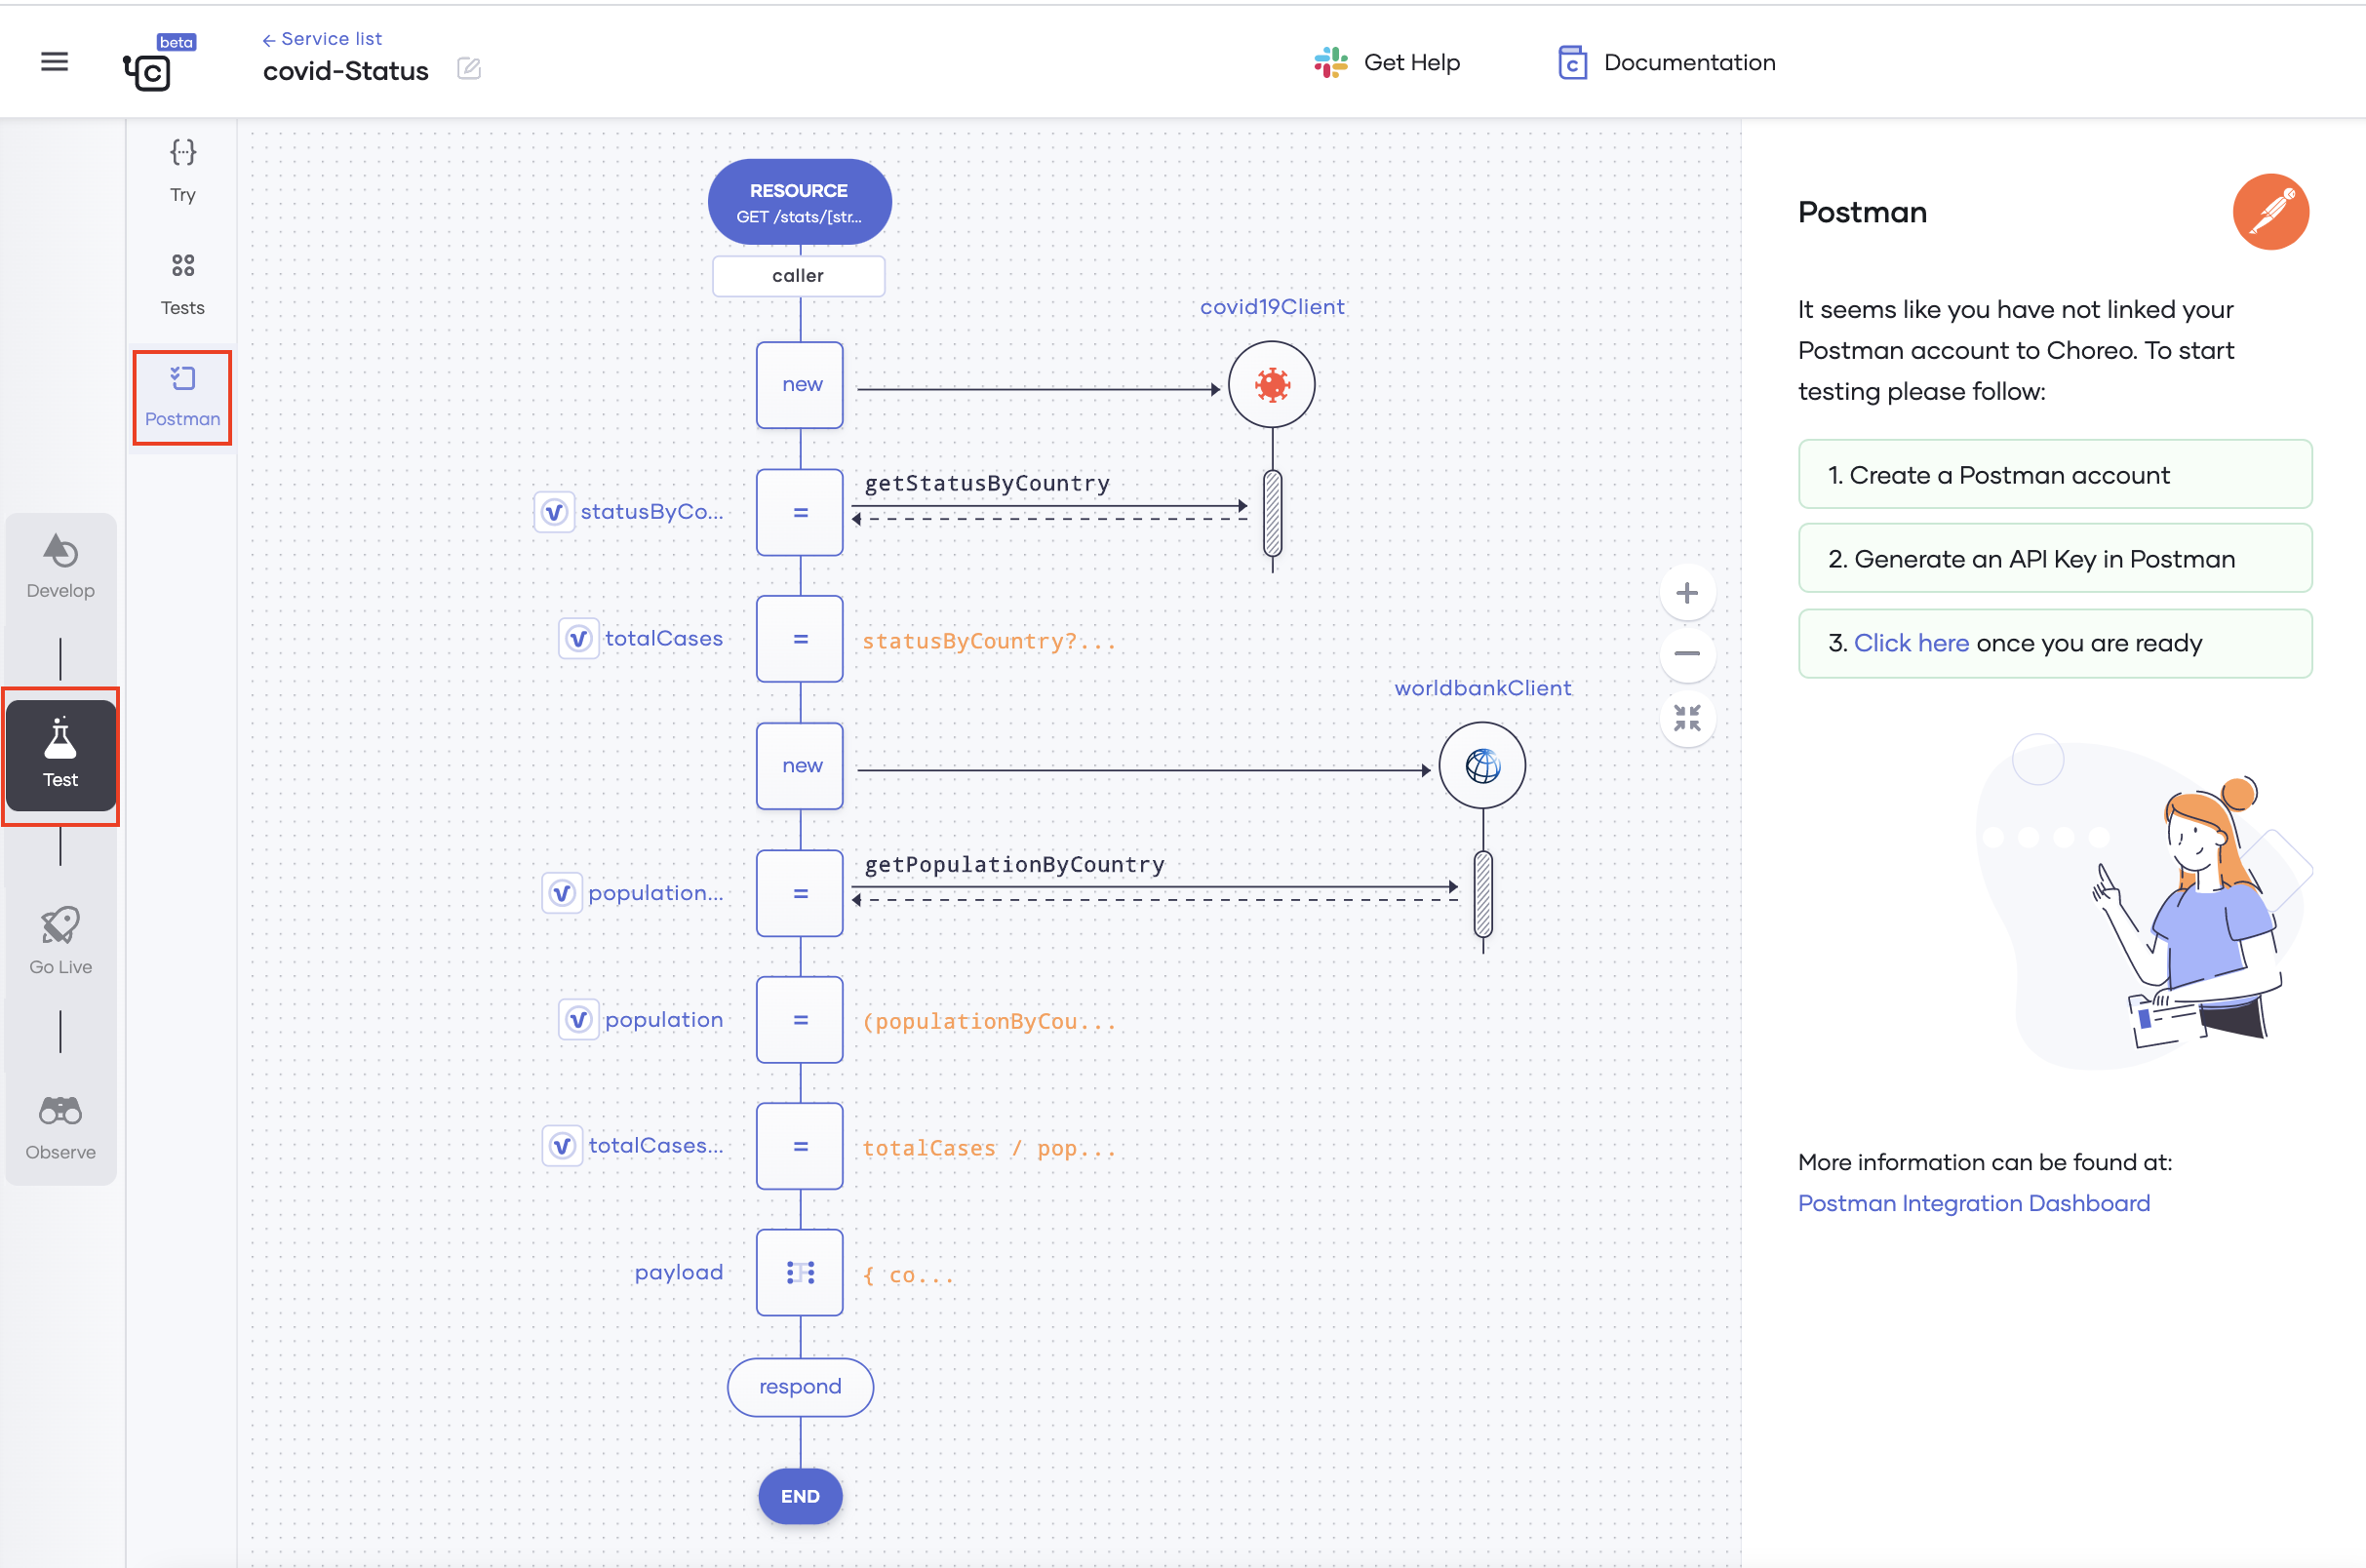 beta
← Service list
covid-Status
Get Help
Documentation
Try
Tests
Postman
Develop
Test
Go Live
Observe
RESOURCE
GET /stats/[str...
caller
covid19Client
new
getStatusByCountry
statusByCo...
=
totalCases
=
statusByCountry?...
worldbankClient
new
getPopulationByCountry
population...
=
population
=
(populationByCou...
totalCases...
=
totalCases / pop...
payload
{ co...
respond
END
Postman
It seems like you have not linked your
Postman account to Choreo. To start
testing please follow:
1. Create a Postman account
2. Generate an API Key in Postman
3. Click here once you are ready
More information can be found at:
Postman Integration Dashboard